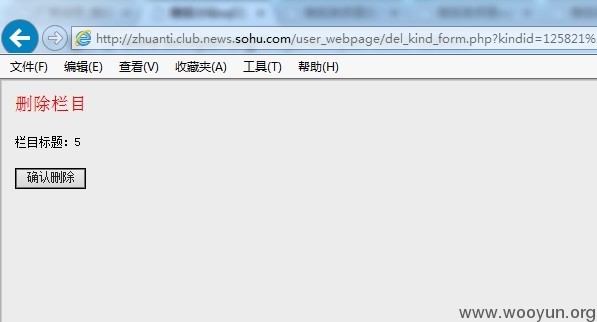 http://zhuanti.club.news.sohu.com/user_webpage/del_kind_form.php?kindid=125821%
文件(F) 编辑(E) 查看(V) 收藏夹(A) 工具(T) 帮助(H)
删除栏目
栏目标题：5
确认删除
www.wooyun.org